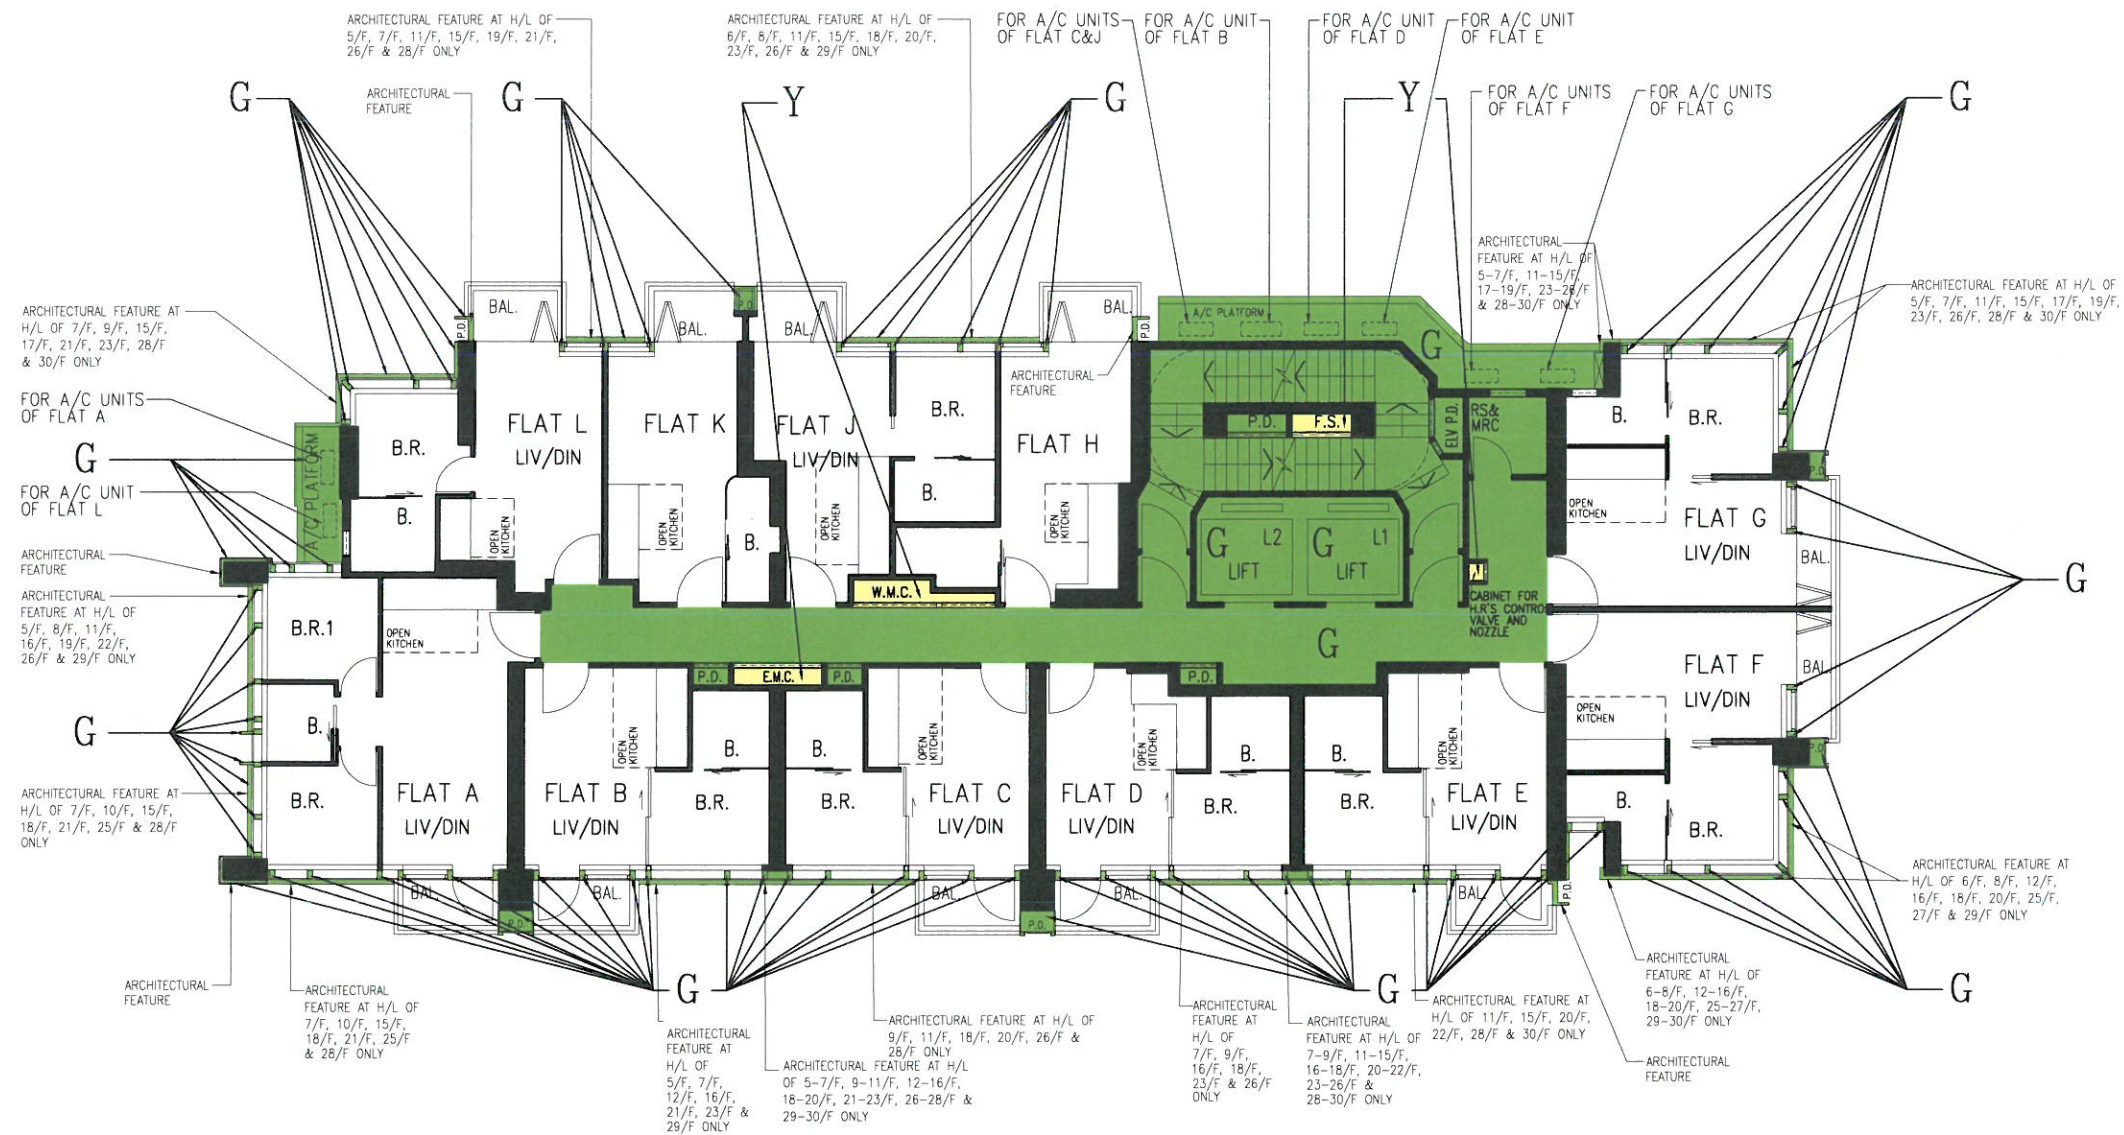 ARCHITECTURAL FEATURE AT H/L OF
5/F, 7/F, 11/F, 15/F, 19/F, 21/F,
26/F & 28/F ONLY
ARCHITECTURAL FEATURE AT H/L OF
6/F, 8/F, 11/F, 15/F, 18/F, 20/F,
23/F, 26/F & 29/F ONLY
FOR A/C UNITS
OF FLAT C&J
FOR A/C UNIT
OF FLAT B
FOR A/C UNIT
OF FLAT D
FOR A/C UNIT
OF FLAT E
G
ARCHITECTURAL
FEATURE
G
Y
G
Y
FOR A/C UNITS
OF FLAT F
FOR A/C UNITS
OF FLAT G
G
ARCHITECTURAL
FEATURE AT H/L OF
5-7/F, 11-15/F,
17-19/F, 23-26/F
& 28-30/F ONLY
ARCHITECTURAL FEATURE AT H/L OF
5/F, 7/F, 11/F, 15/F, 17/F, 19/F,
23/F, 26/F, 28/F & 30/F ONLY
ARCHITECTURAL FEATURE AT
H/L OF 7/F, 9/F, 15/F,
17/F, 21/F, 23/F, 28/F
& 30/F ONLY
P.D.
BAL.
BAL.
P.D.
BAL.
BAL.
P.D.
A/C PLATFORM
G
ARCHITECTURAL
FEATURE
FOR A/C UNITS
OF FLAT A
G
FOR A/C UNIT
OF FLAT L
A/C PLATFORM
B.R.
B.
FLAT L
LIV/DIN
OPEN
KITCHEN
FLAT K
OPEN
KITCHEN
B.
FLAT J
LIV/DIN
OPEN
KITCHEN
B.R.
B.
FLAT H
OPEN
KITCHEN
P.D.
F.S.
ELV P.D.
RS&
MRC
B.
B.R.
P.D.
OPEN
KITCHEN
FLAT G
LIV/DIN
BAL.
G
G
L2
LIFT
G
L1
LIFT
W.M.C.
CABINET FOR
H.R'S CONTRO
VALVE AND
NOZZLE
ARCHITECTURAL
FEATURE
ARCHITECTURAL
FEATURE AT H/L OF
5/F, 8/F, 11/F,
16/F, 19/F, 22/F,
26/F & 29/F ONLY
B.R.1
OPEN
KITCHEN
G
P.D.
E.M.C.
P.D.
P.D.
FLAT F
LIV/DIN
BAL.
OPEN
KITCHEN
P.D.
G
B.
B.R.
FLAT A
LIV/DIN
FLAT B
LIV/DIN
OPEN
KITCHEN
B.
B.R.
B.
B.R.
OPEN
KITCHEN
FLAT C
LIV/DIN
FLAT D
LIV/DIN
OPEN
KITCHEN
B.
B.R.
B.
B.R.
OPEN
KITCHEN
FLAT E
LIV/DIN
B.
B.R.
ARCHITECTURAL FEATURE AT
H/L OF 7/F, 10/F, 15/F,
18/F, 21/F, 25/F & 28/F
ONLY
BAL.
P.D.
BAL.
BAL.
P.D.
BAL.
BAL.
P.D.
ARCHITECTURAL FEATURE AT
H/L OF 6/F, 8/F, 12/F,
16/F, 18/F, 20/F, 25/F,
27/F & 29/F ONLY
ARCHITECTURAL
FEATURE
ARCHITECTURAL
FEATURE AT H/L OF
7/F, 10/F, 15/F,
18/F, 21/F, 25/F
& 28/F ONLY
G
G
G
ARCHITECTURAL
FEATURE AT
H/L OF
5/F, 7/F,
12/F, 16/F,
21/F, 23/F &
29/F ONLY
ARCHITECTURAL FEATURE AT H/L
OF 5-7/F, 9-11/F, 12-16/F,
18-20/F, 21-23/F, 26-28/F &
29-30/F ONLY
ARCHITECTURAL FEATURE AT H/L OF
9/F, 11/F, 18/F, 20/F, 26/F &
28/F ONLY
ARCHITECTURAL
FEATURE AT
H/L OF
7/F, 9/F,
16/F, 18/F,
23/F & 26/F
ONLY
ARCHITECTURAL
FEATURE AT H/L OF
7-9/F, 11-15/F,
16-18/F, 20-22/F,
23-26/F &
28-30/F ONLY
ARCHITECTURAL FEATURE AT
H/L OF 11/F, 15/F, 20/F,
22/F, 28/F & 30/F ONLY
ARCHITECTURAL
FEATURE AT H/L OF
6-8/F, 12-16/F,
18-20/F, 25-27/F,
29-30/F ONLY
ARCHITECTURAL
FEATURE